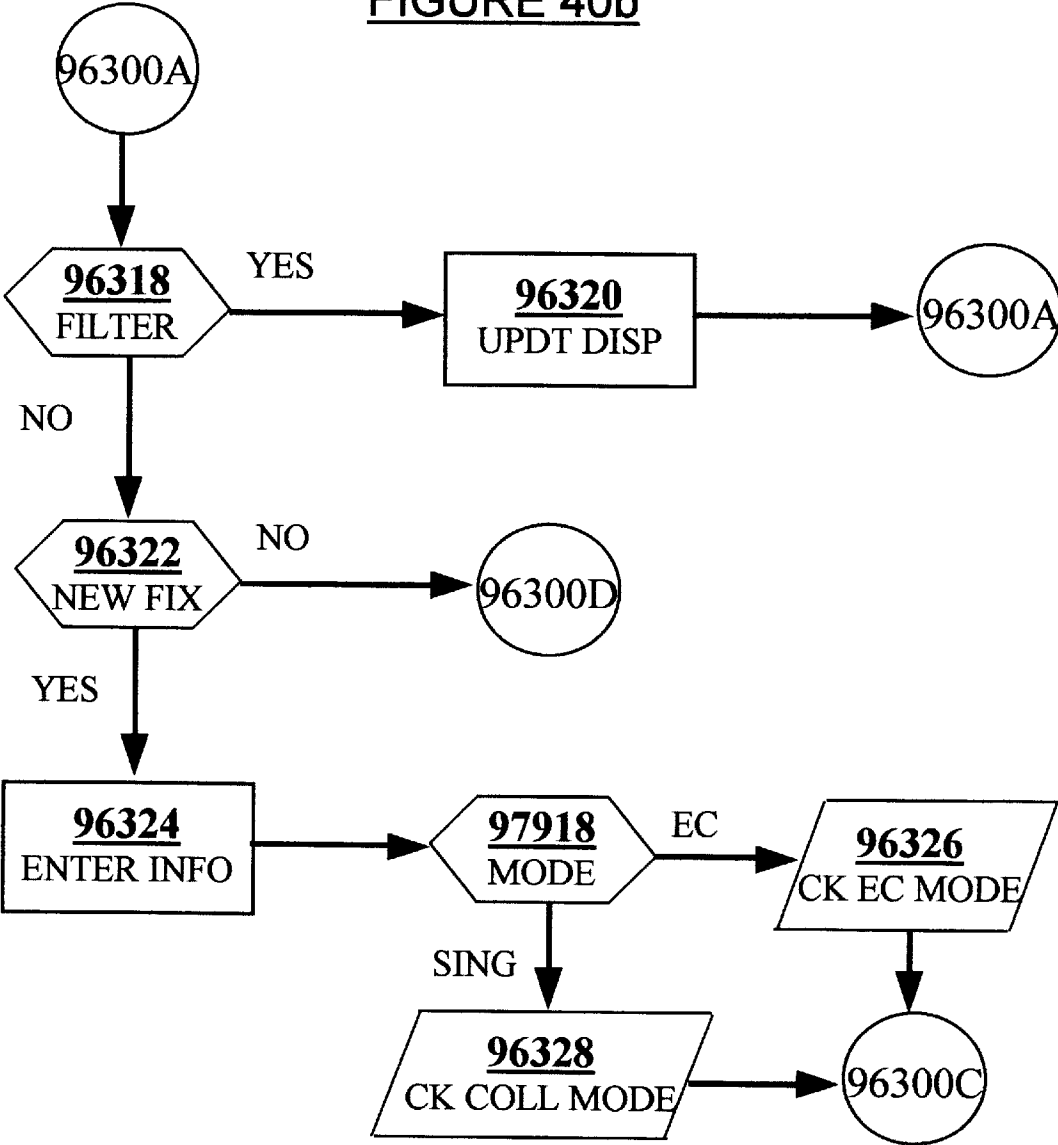 FIGURE 40b
96300A
96318
FILTER
YES
96320
UPDT DISP
96300A
NO
96322
NEW FIX
NO
96300D
YES
96324
ENTER INFO
97918
MODE
EC
96326
CK EC MODE
SING
96328
CK COLL MODE
96300C